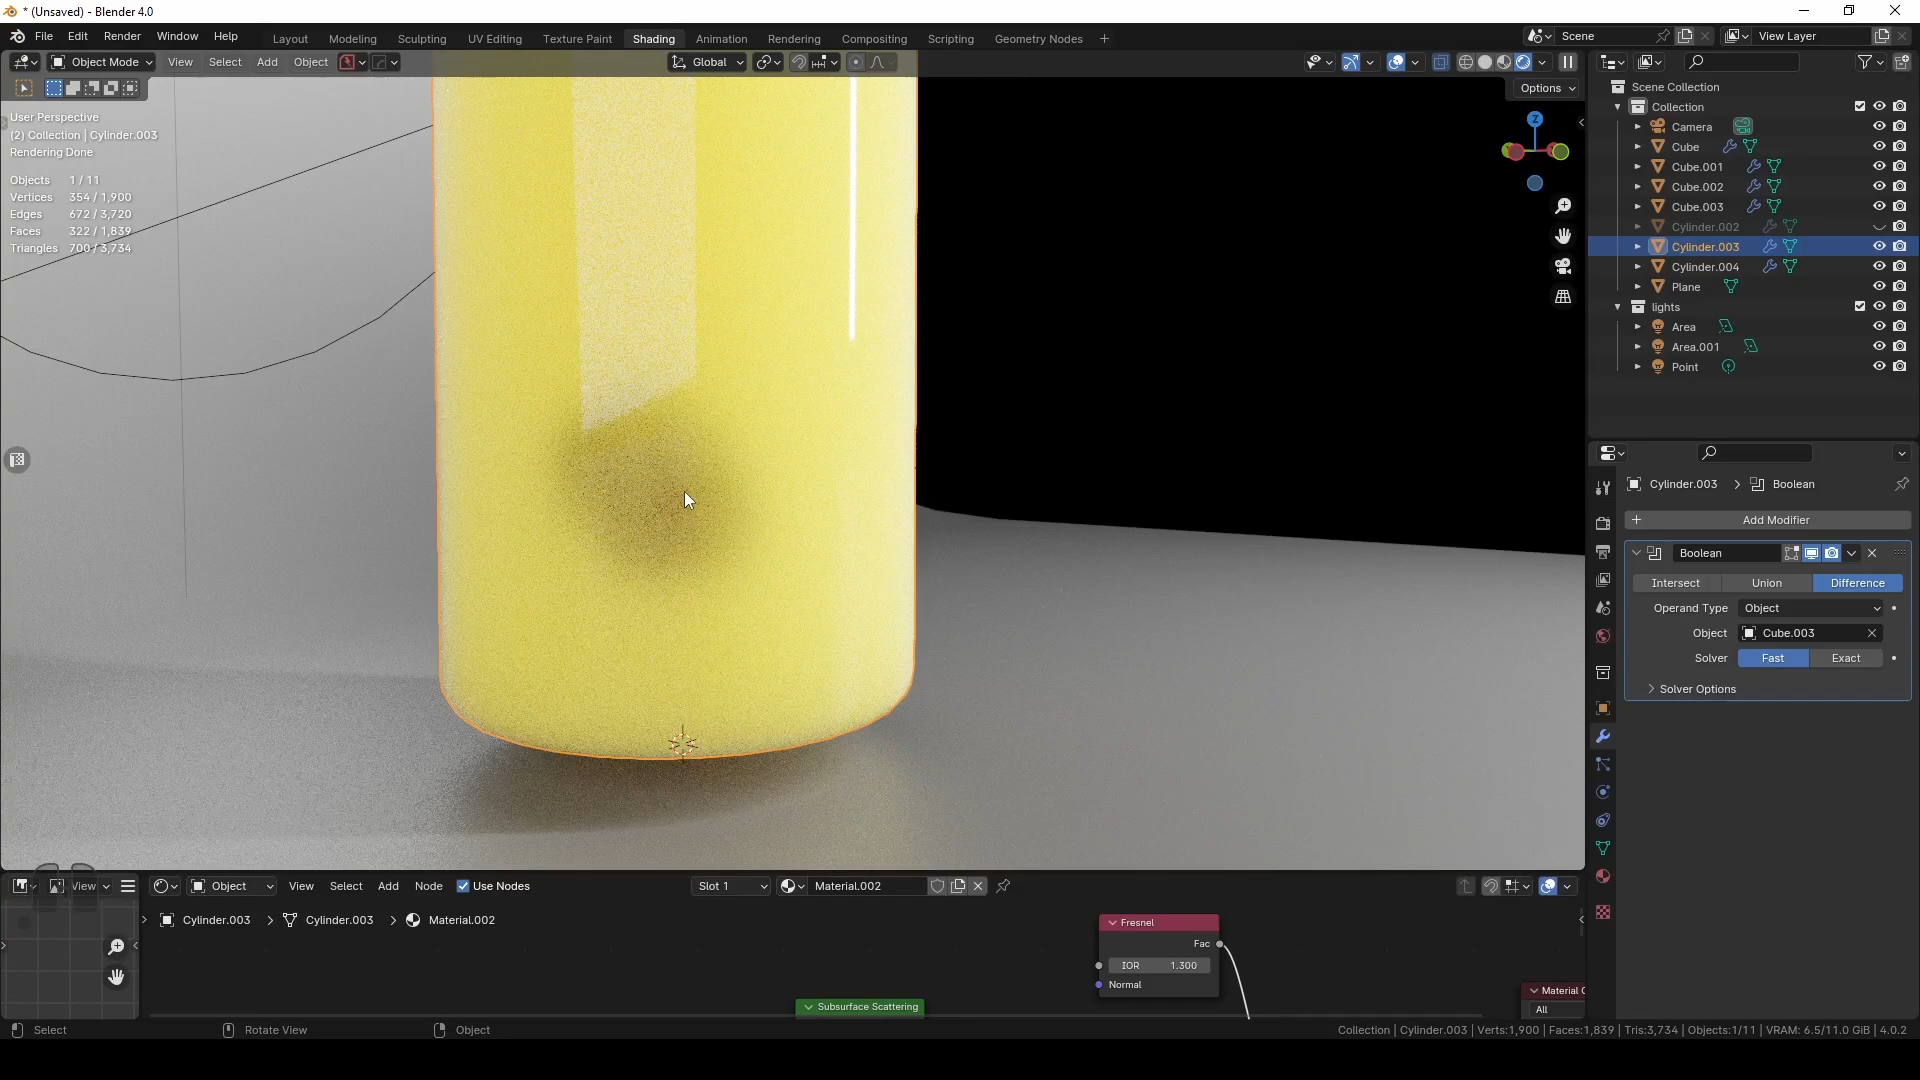 * (Unsaved) - Blender 4.0
File Edit Render Window Help
Layout Modeling Sculpting UV Editing Texture Paint Shading Animation Rendering Compositing Scripting Geometry Nodes +
Scene View Layer
Object Mode View Select Add Object Global
Options
User Perspective
(2) Collection | Cylinder.003
Rendering Done
Objects 1 / 11
Vertices 354 / 1,900
Edges 672 / 3,720
Faces 322 / 1,839
Triangles 700 / 3,734
Z
Scene Collection
Collection
Camera
Cube
Cube.001
Cube.002
Cube.003
Cylinder.002
Cylinder.003
Cylinder.004
Plane
lights
Area
Area.001
Point
Cylinder.003 > Boolean
+ Add Modifier
Boolean
Intersect Union Difference
Operand Type Object
Object Cube.003
Solver Fast Exact
> Solver Options
View Object View Select Add Node Use Nodes Slot 1 Material.002
Cylinder.003 > Cylinder.003 > Material.002
Fresnel
Fac
IOR 1.300
Normal
Subsurface Scattering
Material O
All
Select Rotate View Object
Collection | Cylinder.003 | Verts:1,900 | Faces:1,839 | Tris:3,734 | Objects:1/11 | VRAM: 6.5/11.0 GiB | 4.0.2